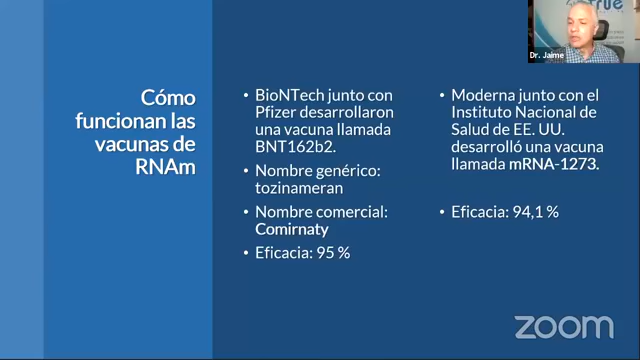 Cómo
funcionan las
vacunas de
RNAm
• BioNTech junto con
Pfizer desarrollaron
una vacuna llamada
BNT162b2.
• Nombre genérico:
tozinameran
• Nombre comercial:
Comirnaty
• Eficacia: 95 %
• Moderna junto con el
Instituto Nacional de
Salud de EE. UU.
desarrolló una vacuna
llamada mRNA-1273.
• Eficacia: 94,1 %
Dr. Jaime
zoom